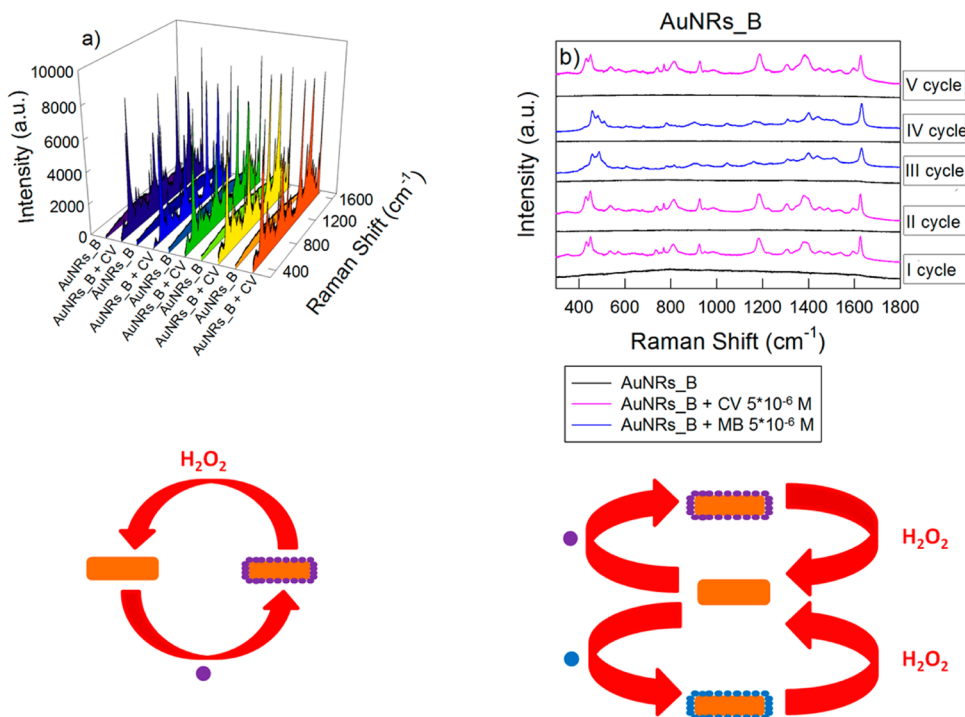 a)
Intensity (a.u.)
10000
8000
6000
4000
2000
0
AuNRs_B
AuNRs_B + CV
AuNRs_B
AuNRs_B + CV
AuNRs_B
AuNRs_B + CV
AuNRs_B
AuNRs_B + CV
AuNRs_B
AuNRs_B + CV
400
800
1200
1600
Raman Shift (cm⁻¹)
AuNRs_B
b)
Intensity (a.u.)
V cycle
IV cycle
III cycle
II cycle
I cycle
400 600 800 1000 1200 1400 1600 1800
Raman Shift (cm⁻¹)
AuNRs_B
AuNRs_B + CV 5*10⁻⁶ M
AuNRs_B + MB 5*10⁻⁶ M
H₂O₂
H₂O₂
H₂O₂